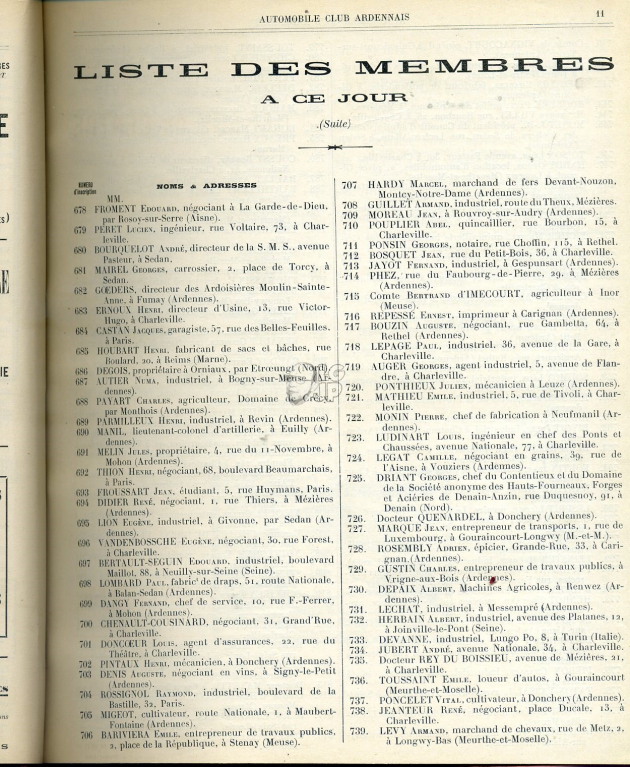 AUTOMOBILE CLUB ARDENNAIS
11
LISTE DES MEMBRES
A CE JOUR
(Suite)
NOMS & ADRESSES
MM.
678 FROMENT EDOUARD, négociant à La Garde-de-Dieu,
par Rosoy-sur-Serre (Aisne).
679 PÉRET LUCIEN, ingénieur, rue Voltaire, 73, à Char-
leville.
680 BOURQUELOT ANDRÉ, directeur de la S. M. S., avenue
Pasteur, à Sedan.
681 MAIREL GEORGES, carrossier, 2, place de Torcy, à
Sedan.
682 GŒDERS, directeur des Ardoisières Moulin-Sainte-
Anne, à Fumay (Ardennes).
683 ERNOUX HENRI, directeur d'Usine, 13, rue Victor-
Hugo, à Charleville.
684 CASTAN JACQUES, garagiste, 57, rue des Belles-Feuilles,
à Paris.
685 HOUBART HENRI, fabricant de sacs et bâches, rue
Boulard, 20, à Reims (Marne).
686 DEGOIS, propriétaire à Orniaux, par Etrœungt (Nord)
687 AUTIER NUMA, industriel, à Bogny-sur-Meuse (Ar-
dennes).
688 PAYART CHARLES, agriculteur, Domaine de Brécy,
par Monthois (Ardennes).
689 PARMILLEUX HENRI, industriel, à Revin (Ardennes).
690 MANIL, lieutenant-colonel d'artillerie, à Euilly (Ar-
dennes).
691 MELIN JULES, propriétaire, 4, rue du 11-Novembre, à
Mohon (Ardennes).
692 THION HENRI, négociant, 68, boulevard Beaumarchais,
à Paris.
693 FROUSSART JEAN, étudiant, 5, rue Huymans, Paris.
694 DIDIER RENÉ, négociant, 1, rue Thiers, à Mézières
(Ardennes).
695 LION EUGÈNE, industriel, à Givonne, par Sedan (Ar-
dennes).
696 VANDENBOSSCHE EUGÈNE, négociant, 30, rue Forest,
à Charleville.
697 BERTAULT-SEGUIN EDOUARD, industriel, boulevard
Maillot, 88, à Neuilly-sur-Seine (Seine).
698 LOMBARD PAUL, fabric<sup>t</sup> de draps, 51, route Nationale,
à Balan-Sedan (Ardennes).
699 DANGY FERNAND, chef de service, 10, rue F.-Ferrer,
à Mohon (Ardennes).
700 CHENAULT-COUSINARD, négociant, 31, Grand'Rue,
à Charleville.
701 DONCŒUR LOUIS, agent d'assurances, 22, rue du
Théâtre, à Charleville.
702 PINTAUX HENRI, mécanicien, à Donchery (Ardennes).
703 DENIS AUGUSTE, négociant en vins, à Signy-le-Petit
(Ardennes).
704 ROSSIGNOL RAYMOND, industriel, boulevard de la
Bastille, 32, Paris.
705 MIGEOT, cultivateur, route Nationale, 1, à Maubert-
Fontaine (Ardennes).
706 BARIVIERA EMILE, entrepreneur de travaux publics,
2, place de la République, à Stenay (Meuse).
707 HARDY MARCEL, marchand de fers Devant-Nouzon,
Montcy-Notre-Dame (Ardennes).
708 GUILLET ARMAND, industriel, route du Theux, Mézières.
709 MOREAU JEAN, à Rouvroy-sur-Audry (Ardennes).
710 POUPLIER ABEL, quincaillier, rue Bourbon, 15, à
Charleville.
711 PONSIN GEORGES, notaire, rue Choffin, 115, à Rethel.
712 BOSQUET JEAN, rue du Petit-Bois, 36, à Charleville.
713 JAYOT FERNAND, industriel, à Gespunsart (Ardennes).
714 PHEZ, rue du Faubourg-de-Pierre, 29, à Mézières
(Ardennes).
715 Comte BERTRAND D'IMECOURT, agriculteur à Inor
(Meuse).
716 REPESSÉ ERNEST, imprimeur à Carignan (Ardennes).
717 BOUZIN AUGUSTE, négociant, rue Gambetta, 64, à
Rethel (Ardennes).
718 LEPAGE PAUL, industriel, 36, avenue de la Gare, à
Charleville.
719 AUGER GEORGES, agent industriel, 5, avenue de Flan-
dre, à Charleville.
720. PONTHIEUX JULIEN, mécanicien à Leuze (Ardennes).
721. MATHIEU EMILE, industriel, 5, rue de Tivoli, à Char-
leville.
722. MONIN PIERRE, chef de fabrication à Neufmanil (Ar-
dennes).
723. LUDINART LOUIS, ingénieur en chef des Ponts et
Chaussées, avenue Nationale, 77, à Charleville.
724. LEGAT CAMILLE, négociant en grains, 39, rue de
l'Aisne, à Vouziers (Ardennes).
725. DRIANT GEORGES, chef du Contentieux et du Domaine
de la Société anonyme des Hauts-Fourneaux, Forges
et Aciéries de Denain-Anzin, rue Duquesnoy, 91, à
Denain (Nord).
726. Docteur QUENARDEL, à Donchery (Ardennes).
727. MARQUE JEAN, entrepreneur de transports, 1, rue de
Luxembourg, à Gouraincourt-Longwy (M.-et-M.).
728. ROSEMBLY ADRIEN, épicier, Grande-Rue, 33, à Cari-
gnan (Ardennes).
729. GUSTIN CHARLES, entrepreneur de travaux publics, à
Vrigne-aux-Bois (Ardennes).
730. DEPAIX ALBERT, Machines Agricoles, à Renwez (Ar-
dennes).
731. LECHAT, industriel, à Messempré (Ardennes).
732. HERBAIN ALBERT, industriel, avenue des Platanes, 12,
à Joinville-le-Pont (Seine).
733. DEVANNE, industriel, Lungo Po, 8, à Turin (Italie).
734. JUBERT ANDRÉ, avenue Nationale, 34, à Charleville.
735. Docteur REY DU BOISSIEU, avenue de Mézières, 21,
à Charleville.
736. TOUSSAINT EMILE, loueur d'autos, à Gouraincourt
(Meurthe-et-Moselle).
737. PONCELET VITAL, cultivateur, à Donchery (Ardennes).
738. JEANTEUR RENÉ, négociant, place Ducale, 13, à
Charleville.
739. LEVY ARMAND, marchand de chevaux, rue de Metz, 2,
à Longwy-Bas (Meurthe-et-Moselle).